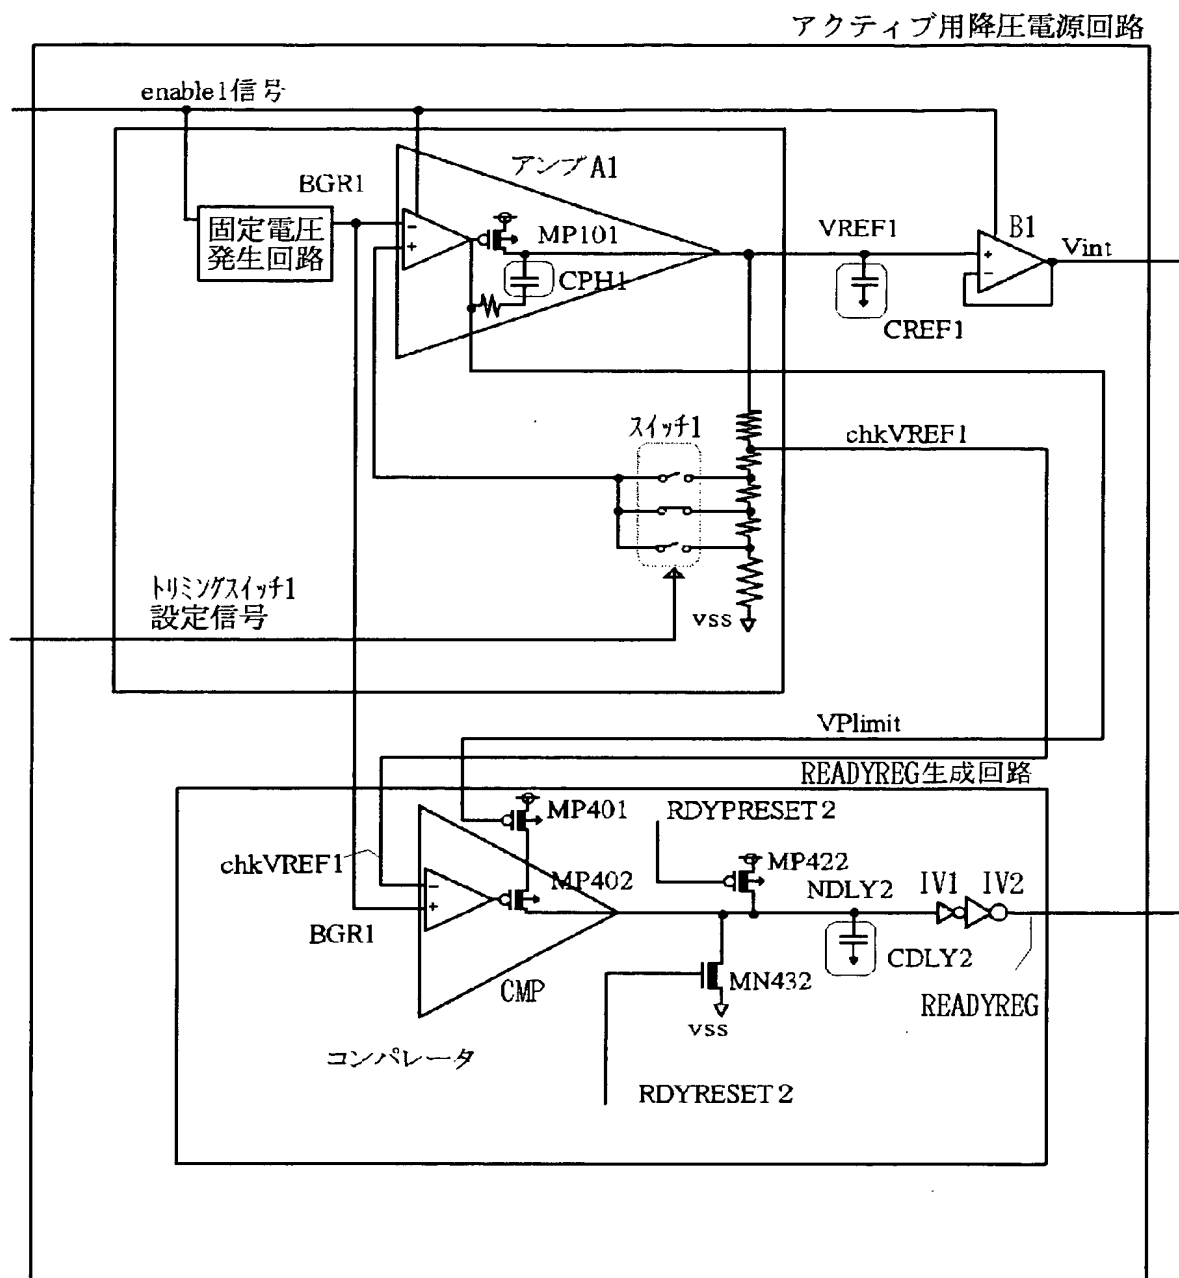 アクティブ用降圧電源回路
enable1信号
アンプA1
BGR1
固定電圧
発生回路
MP101
VREF1
B1
Vint
CPH1
CREF1
スイッチ1
chkVREF1
トリミングスイッチ1
設定信号
vss
VPlimit
READYREG生成回路
MP401
RDYPRESET2
MP422
chkVREF1
MP402
NDLY2
IV1
IV2
BGR1
CDLY2
CMP
MN432
READYREG
vss
コンパレータ
RDYRESET2